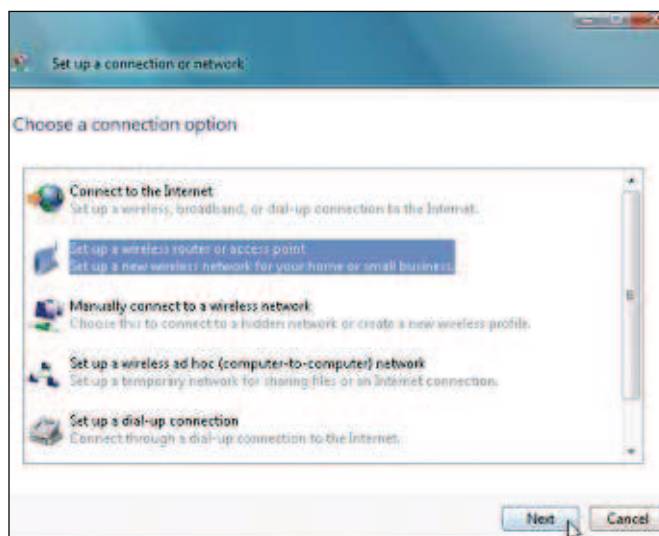 Set up a connection or network
Choose a connection option
Connect to the Internet
Set up a wireless, broadband, or dial-up connection to the Internet.
Set up a wireless router or access point
Set up a new wireless network for your home or small business.
Manually connect to a wireless network
Choose this to connect to a hidden network or create a new wireless profile.
Set up a wireless ad hoc (computer-to-computer) network
Set up a temporary network for sharing files or an Internet connection.
Set up a dial-up connection
Connect through a dial-up connection to the Internet.
Next Cancel